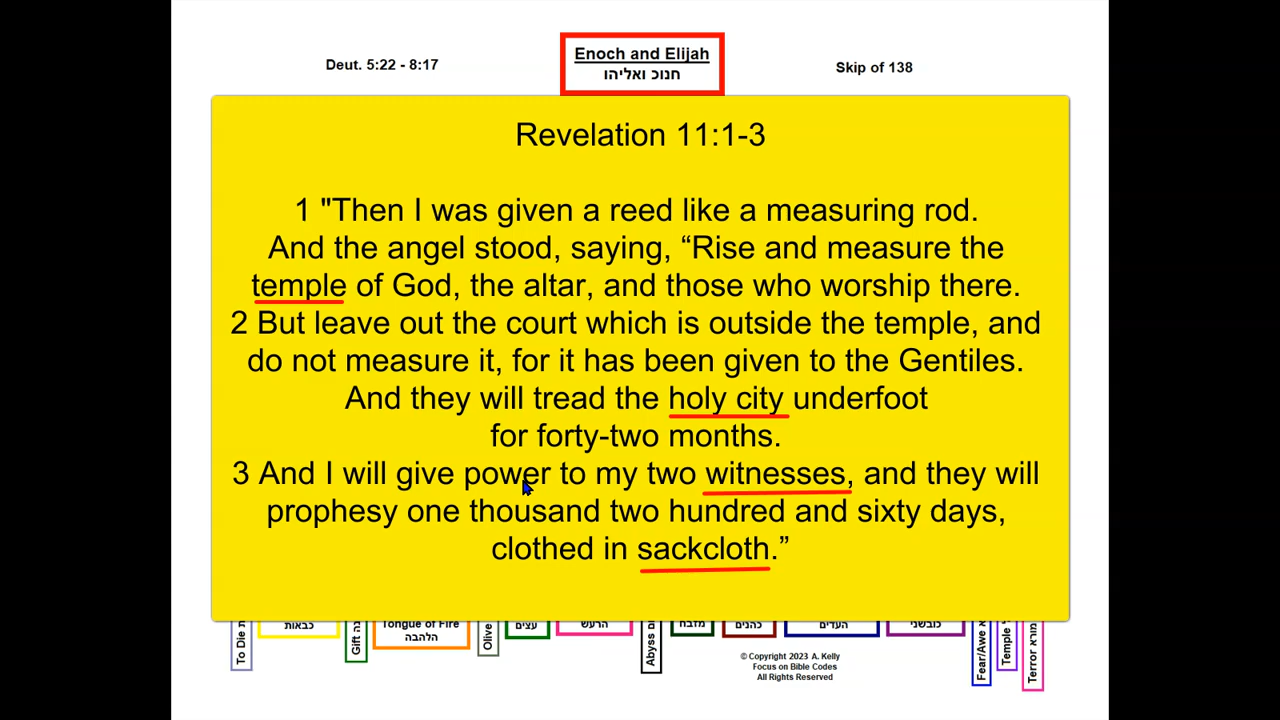 Deut. 5:22 - 8:17
Enoch and Elijah
חנוכ ואליהו
Skip of 138
Revelation 11:1-3
1 "Then I was given a reed like a measuring rod.
And the angel stood, saying, “Rise and measure the
temple of God, the altar, and those who worship there.
2 But leave out the court which is outside the temple, and
do not measure it, for it has been given to the Gentiles.
And they will tread the holy city underfoot
for forty-two months.
3 And I will give power to my two witnesses, and they will
prophesy one thousand two hundred and sixty days,
clothed in sackcloth.”
To Die
כבאות
Gift
Tongue of Fire
הלהבה
Olive
עצים
הרעש
Abyss
מזבח
כהנים
העדים
כובשני
Fear/Awe
Temple
Terror מורא
© Copyright 2023 A. Kelly
Focus on Bible Codes
All Rights Reserved